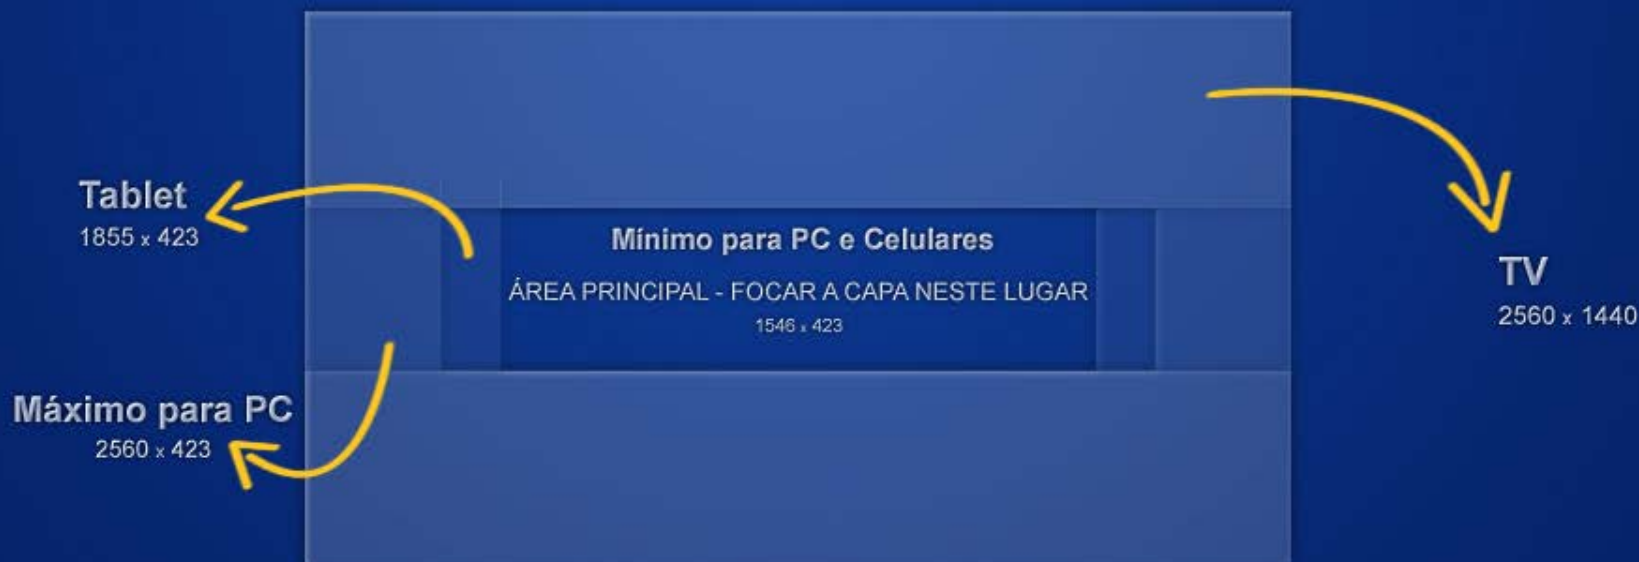 Tablet
1855 x 423
Mínimo para PC e Celulares
ÁREA PRINCIPAL - FOCAR A CAPA NESTE LUGAR
1546 x 423
TV
2560 x 1440
Máximo para PC
2560 x 423